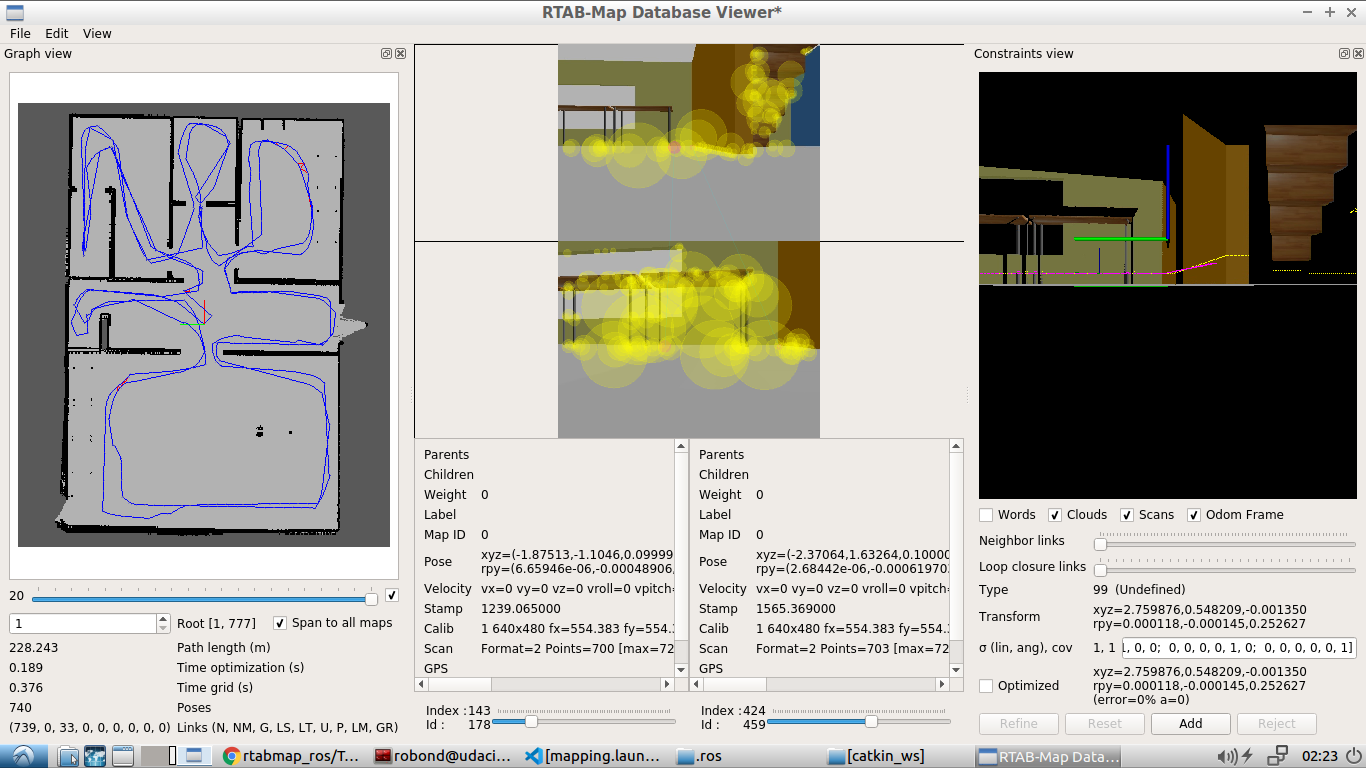 RTAB-Map Database Viewer*
File Edit View
Graph view
Constraints view
20
1
Root [1, 777]
Span to all maps
228.243 Path length (m)
0.189 Time optimization (s)
0.376 Time grid (s)
740 Poses
(739, 0, 33, 0, 0, 0, 0, 0, 0) Links (N, NM, G, LS, LT, U, P, LM, GR)
Parents
Children
Weight 0
Label
Map ID 0
Pose xyz=(-1.87513,-1.1046,0.09999
rpy=(6.65946e-06,-0.00048906,
Velocity vx=0 vy=0 vz=0 vroll=0 vpitch=
Stamp 1239.065000
Calib 1 640x480 fx=554.383 fy=554.
Scan Format=2 Points=700 [max=72
GPS
Index :143
Id : 178
Parents
Children
Weight 0
Label
Map ID 0
Pose xyz=(-2.37064,1.63264,0.10000
rpy=(2.68442e-06,-0.000619703
Velocity vx=0 vy=0 vz=0 vroll=0 vpitch=
Stamp 1565.369000
Calib 1 640x480 fx=554.383 fy=554.
Scan Format=2 Points=703 [max=72
GPS
Index :424
Id : 459
Words Clouds Scans Odom Frame
Neighbor links
Loop closure links
Type 99 (Undefined)
Transform xyz=2.759876,0.548209,-0.001350
rpy=0.000118,-0.000145,0.252627
σ (lin, ang), cov 1, 1 , 0, 0; 0, 0, 0, 0, 1, 0; 0, 0, 0, 0, 0, 1]
Optimized xyz=2.759876,0.548209,-0.001350
rpy=0.000118,-0.000145,0.252627
(error=0% a=0)
Refine Reset Add Reject
rtabmap_ros/T... robond@udaci... [mapping.laun... .ros [catkin_ws] RTAB-Map Data... 02:23